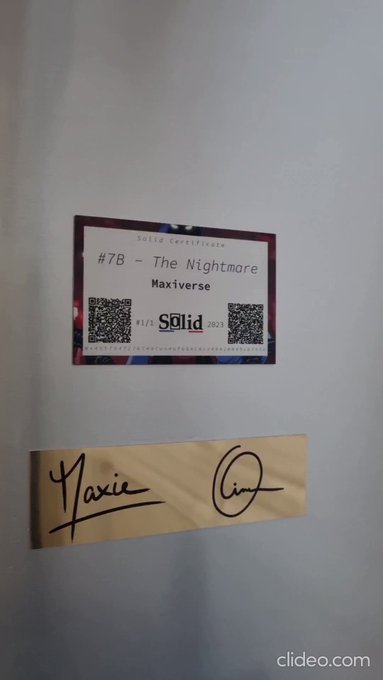 Solid Certificate
#7B - The Nightmare
Maxiverse
#1/1 Solid 2023
Maxie
clideo.com